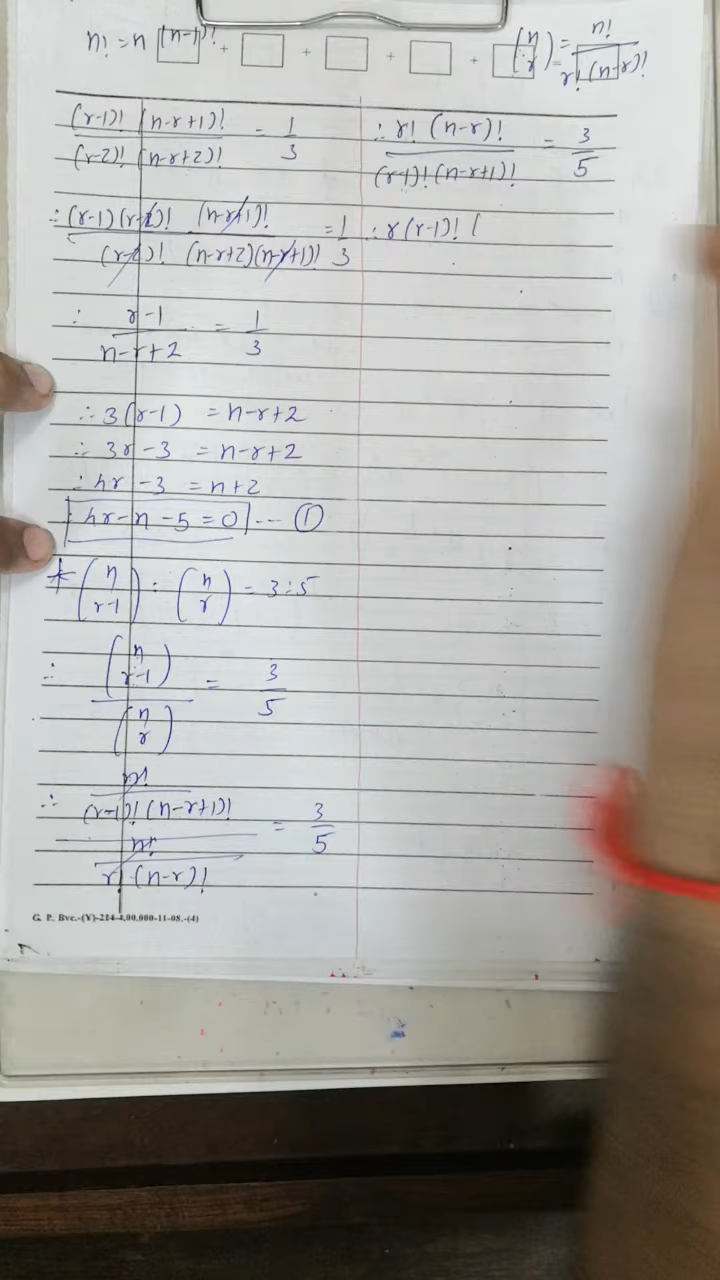 n! = n (n-1)! + + + + (n r) = n! / r! (n-r)!
(r-1)! (n-r+1)! / (r-2)! (n-r+2)! = 1/3
∴ (r-1)(r-2)! (n-r+1)! / (r-2)! (n-r+2)(n-r+1)! = 1/3
∴ r-1 / n-r+2 = 1/3
∴ 3(r-1) = n-r+2
∴ 3r-3 = n-r+2
∴ 4r-3 = n+2
4r-n-5=0 --- ①
* (n r-1) : (n r) = 3:5
∴ (n r-1) / (n r) = 3/5
∴ n! / (r-1)! (n-r+1)! / n! / r! (n-r)! = 3/5
∴ r! (n-r)! / (r-1)! (n-r+1)! = 3/5
∴ r(r-1)! (
G. P. Bvc.-(Y)-214-4,00,000-11-08.-(4)